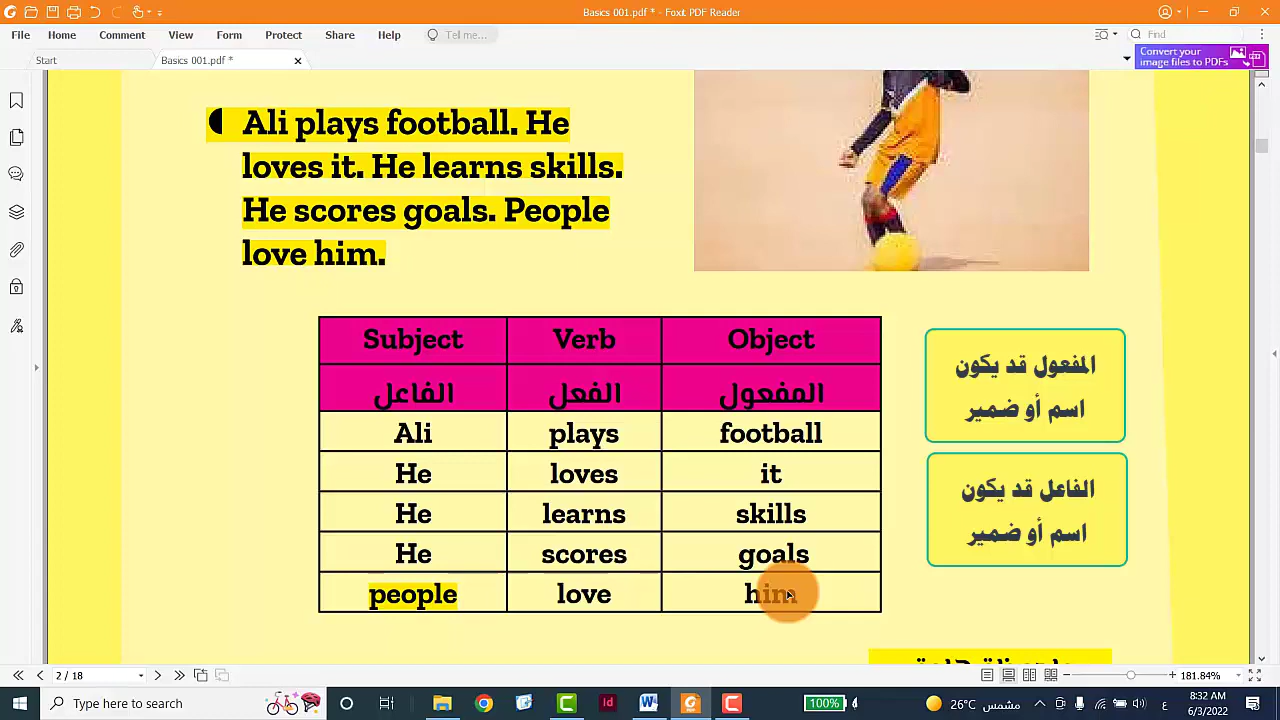 Basics 001.pdf * - Foxit PDF Reader
File Home Comment View Form Protect Share Help Tell me... Find
Start Basics 001.pdf *
Convert your
image files to PDFs
Ali plays football. He
loves it. He learns skills.
He scores goals. People
love him.
Subject Verb Object
الفاعل الفعل المفعول
Ali plays football
He loves it
He learns skills
He scores goals
people love him
المفعول قد يكون
اسم أو ضمير
الفاعل قد يكون
اسم أو ضمير
2 / 18 181.84%
Type here to search 100% 26°C مشمس E 8:32 AM
6/3/2022